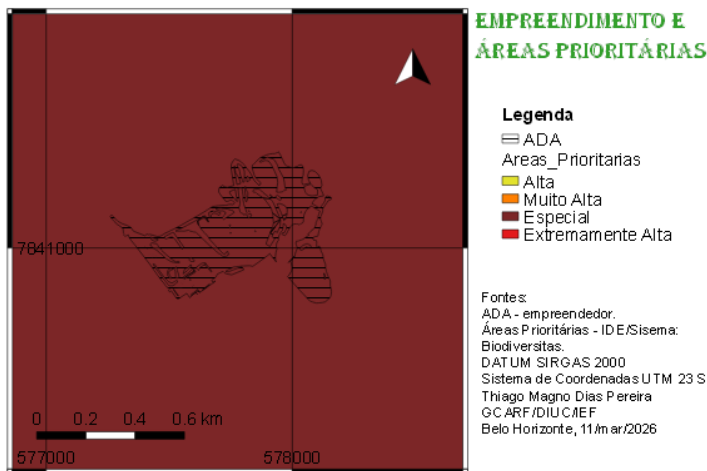 EMPREENDIMENTO E
ÁREAS PRIORITÁRIAS
Legenda
ADA
Areas_Prioritarias
Alta
Muito Alta
Especial
Extremamente Alta
7641000
0 0.2 0.4 0.6 km
577000 578000
Fontes:
ADA - empreendedor.
Áreas Prioritárias - IDE/Sisema:
Biodiversitas.
DATUM SIRGAS 2000
Sistema de Coordenadas UTM 23 S
Thiago Magno Dias Pereira
GCARF/DIUC/IEF
Belo Horizonte, 11/mar/2026